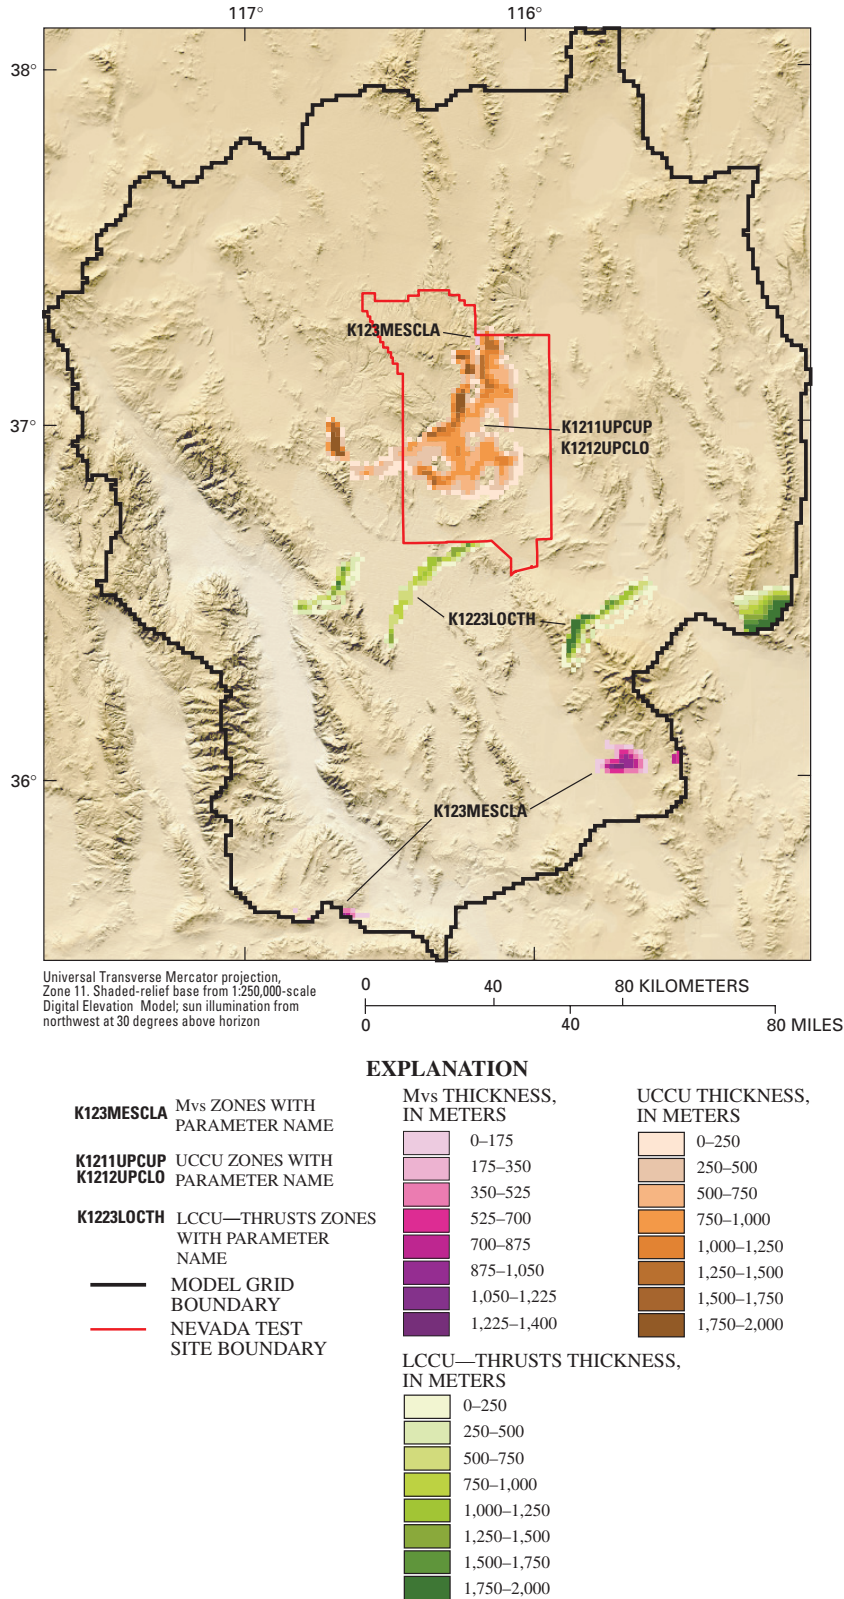 117°
116°
38°
K123MESCLA
37°
K1211UPCUP
K1212UPCLO
K1223LOCTH
36°
K123MESCLA
Universal Transverse Mercator projection,
Zone 11. Shaded-relief base from 1:250,000-scale
Digital Elevation Model; sun illumination from
northwest at 30 degrees above horizon
0 40 80 KILOMETERS
0 40 80 MILES
EXPLANATION
K123MESCLA
Mvs ZONES WITH
PARAMETER NAME
K1211UPCUP
K1212UPCLO
UCCU ZONES WITH
PARAMETER NAME
K1223LOCTH
LCCU—THRUSTS ZONES
WITH PARAMETER
NAME
MODEL GRID
BOUNDARY
NEVADA TEST
SITE BOUNDARY
Mvs THICKNESS,
IN METERS
0–175
175–350
350–525
525–700
700–875
875–1,050
1,050–1,225
1,225–1,400
UCCU THICKNESS,
IN METERS
0–250
250–500
500–750
750–1,000
1,000–1,250
1,250–1,500
1,500–1,750
1,750–2,000
LCCU—THRUSTS THICKNESS,
IN METERS
0–250
250–500
500–750
750–1,000
1,000–1,250
1,250–1,500
1,500–1,750
1,750–2,000